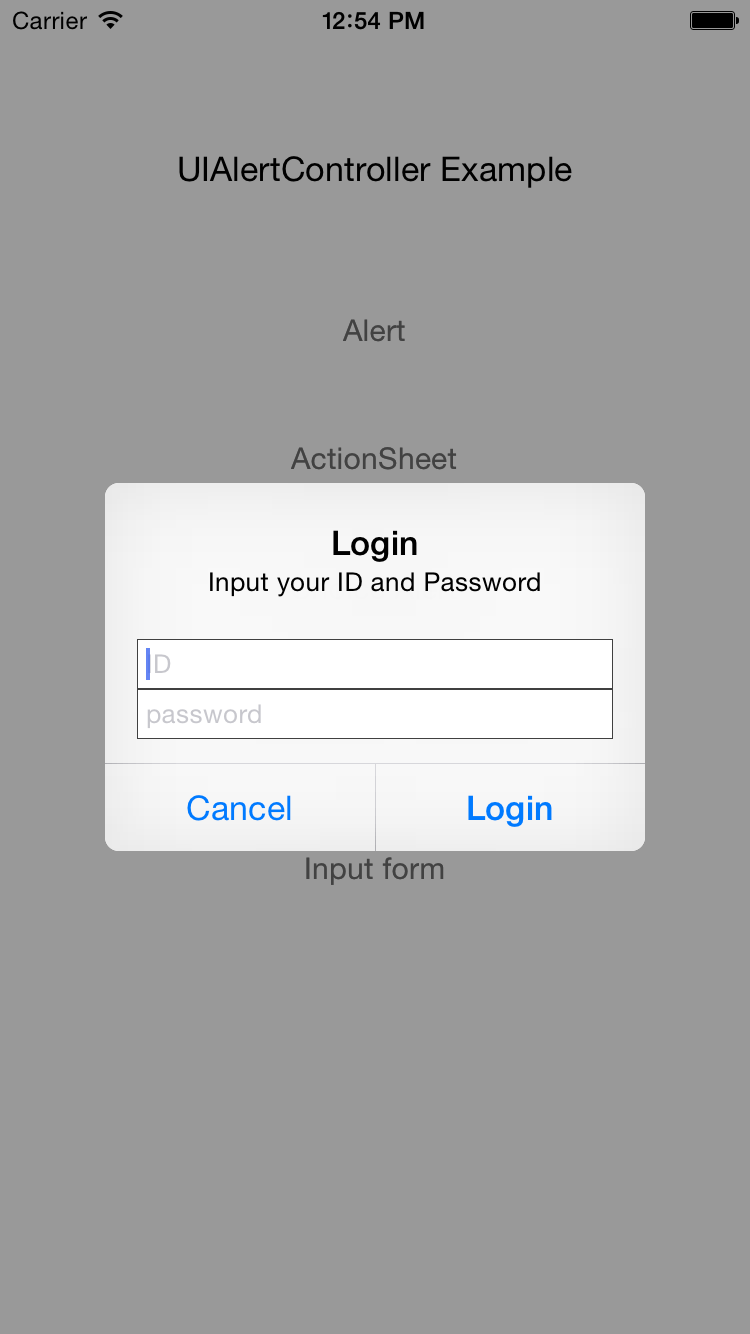 Carrier 12:54 PM
UIAlertController Example
Alert
ActionSheet
Login
Input your ID and Password
ID
password
Cancel Login
Input form